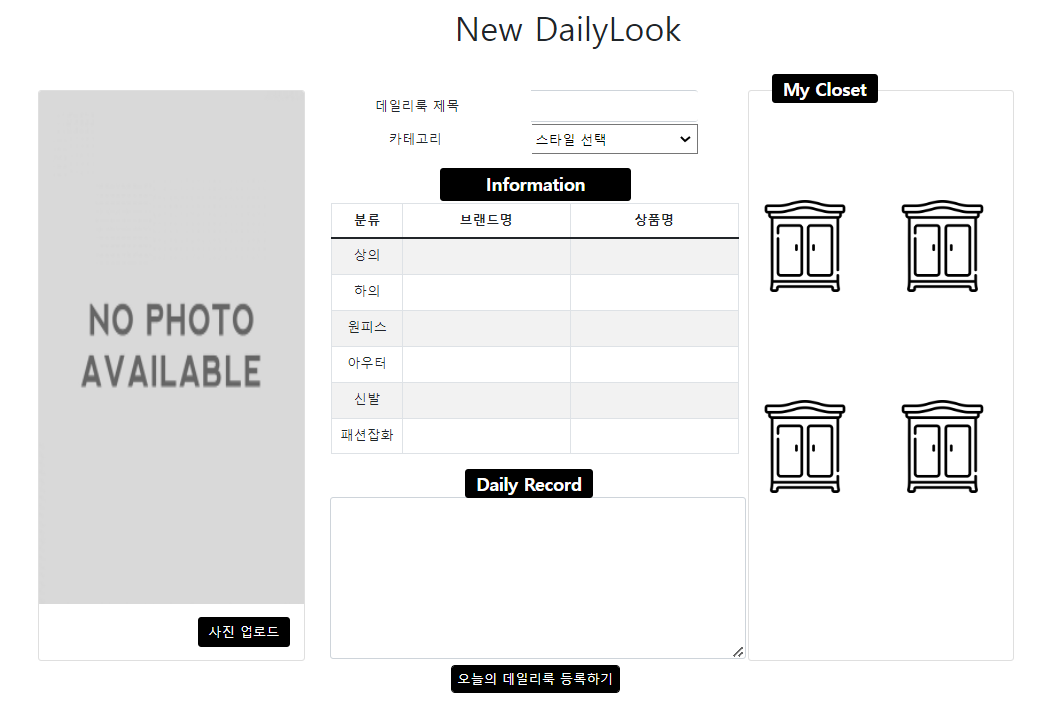 New DailyLook
NO PHOTO
AVAILABLE
사진 업로드
데일리룩 제목
카테고리
스타일 선택
Information
분류 브랜드명 상품명
상의
하의
원피스
아우터
신발
패션잡화
Daily Record
오늘의 데일리룩 등록하기
My Closet